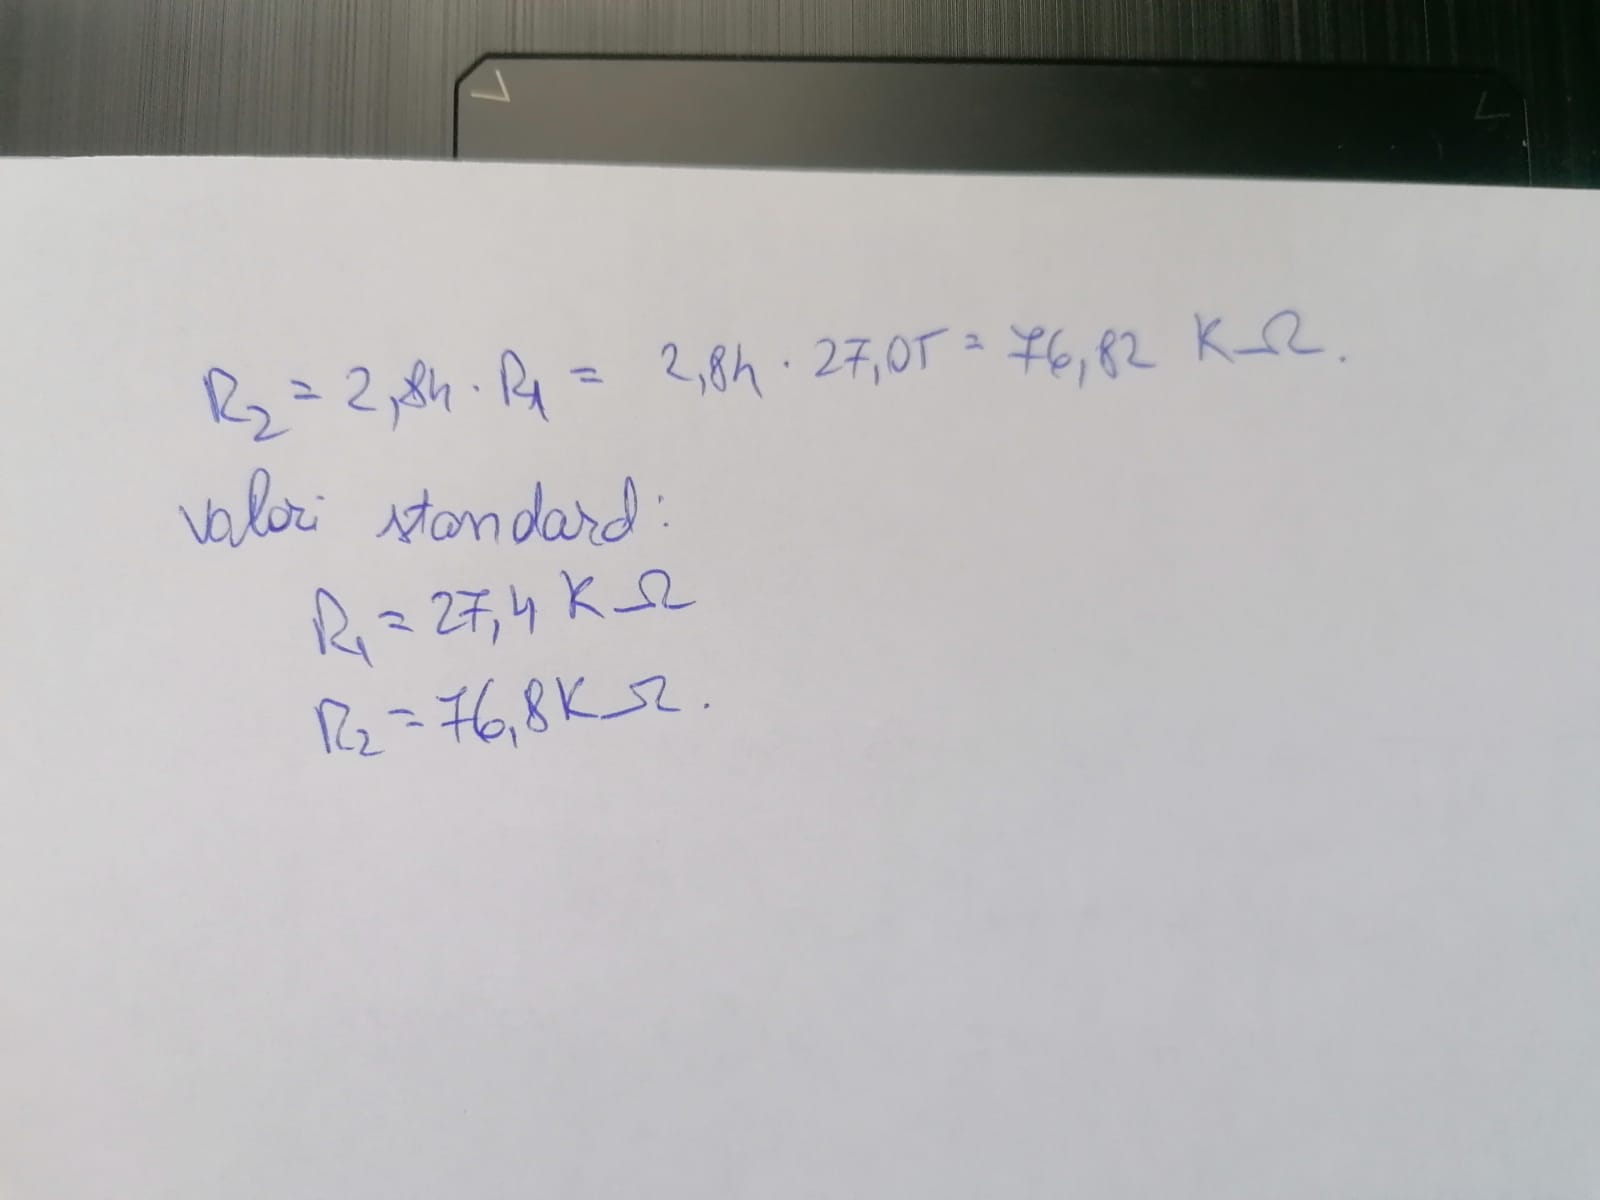 R₂ = 2,84 · R₁ = 2,84 · 27,05 = 76,82 KΩ.
valori standard:
R₁ = 27,4 KΩ
R₂ = 76,8 KΩ.